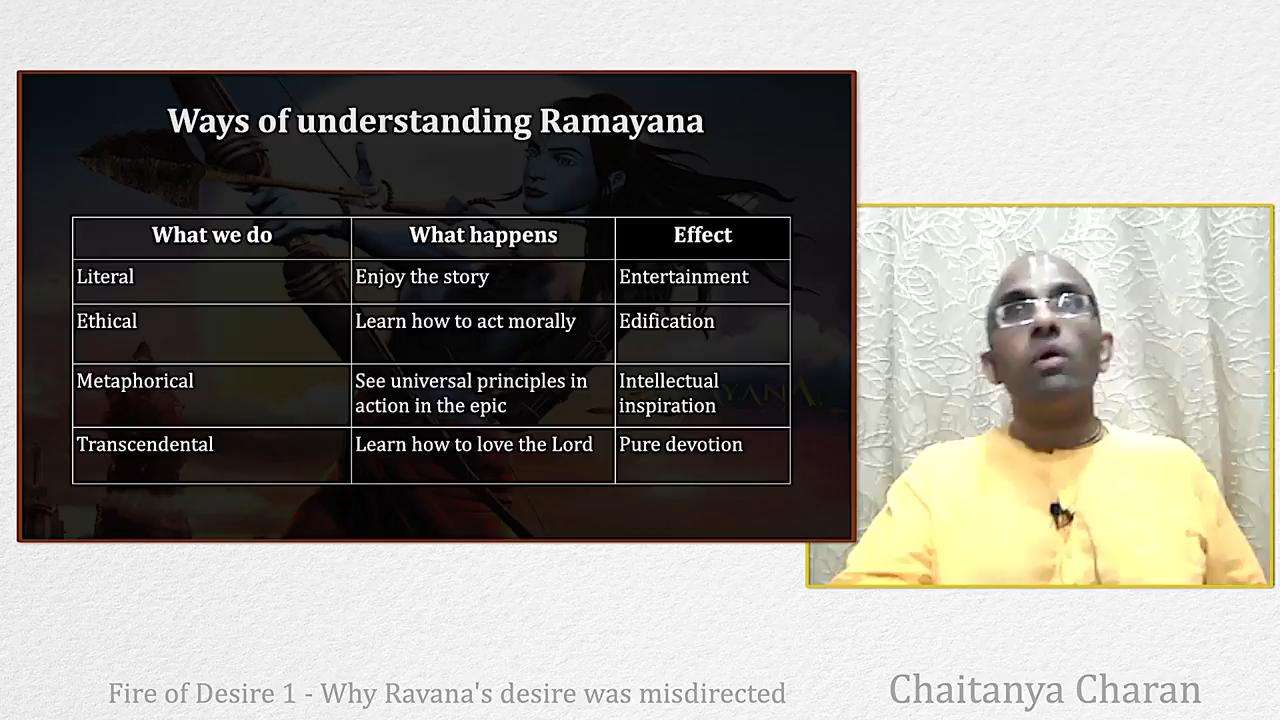 Ways of understanding Ramayana
What we do What happens Effect
Literal Enjoy the story Entertainment
Ethical Learn how to act morally Edification
Metaphorical See universal principles in action in the epic Intellectual inspiration
Transcendental Learn how to love the Lord Pure devotion
Fire of Desire 1 - Why Ravana's desire was misdirected
Chaitanya Charan